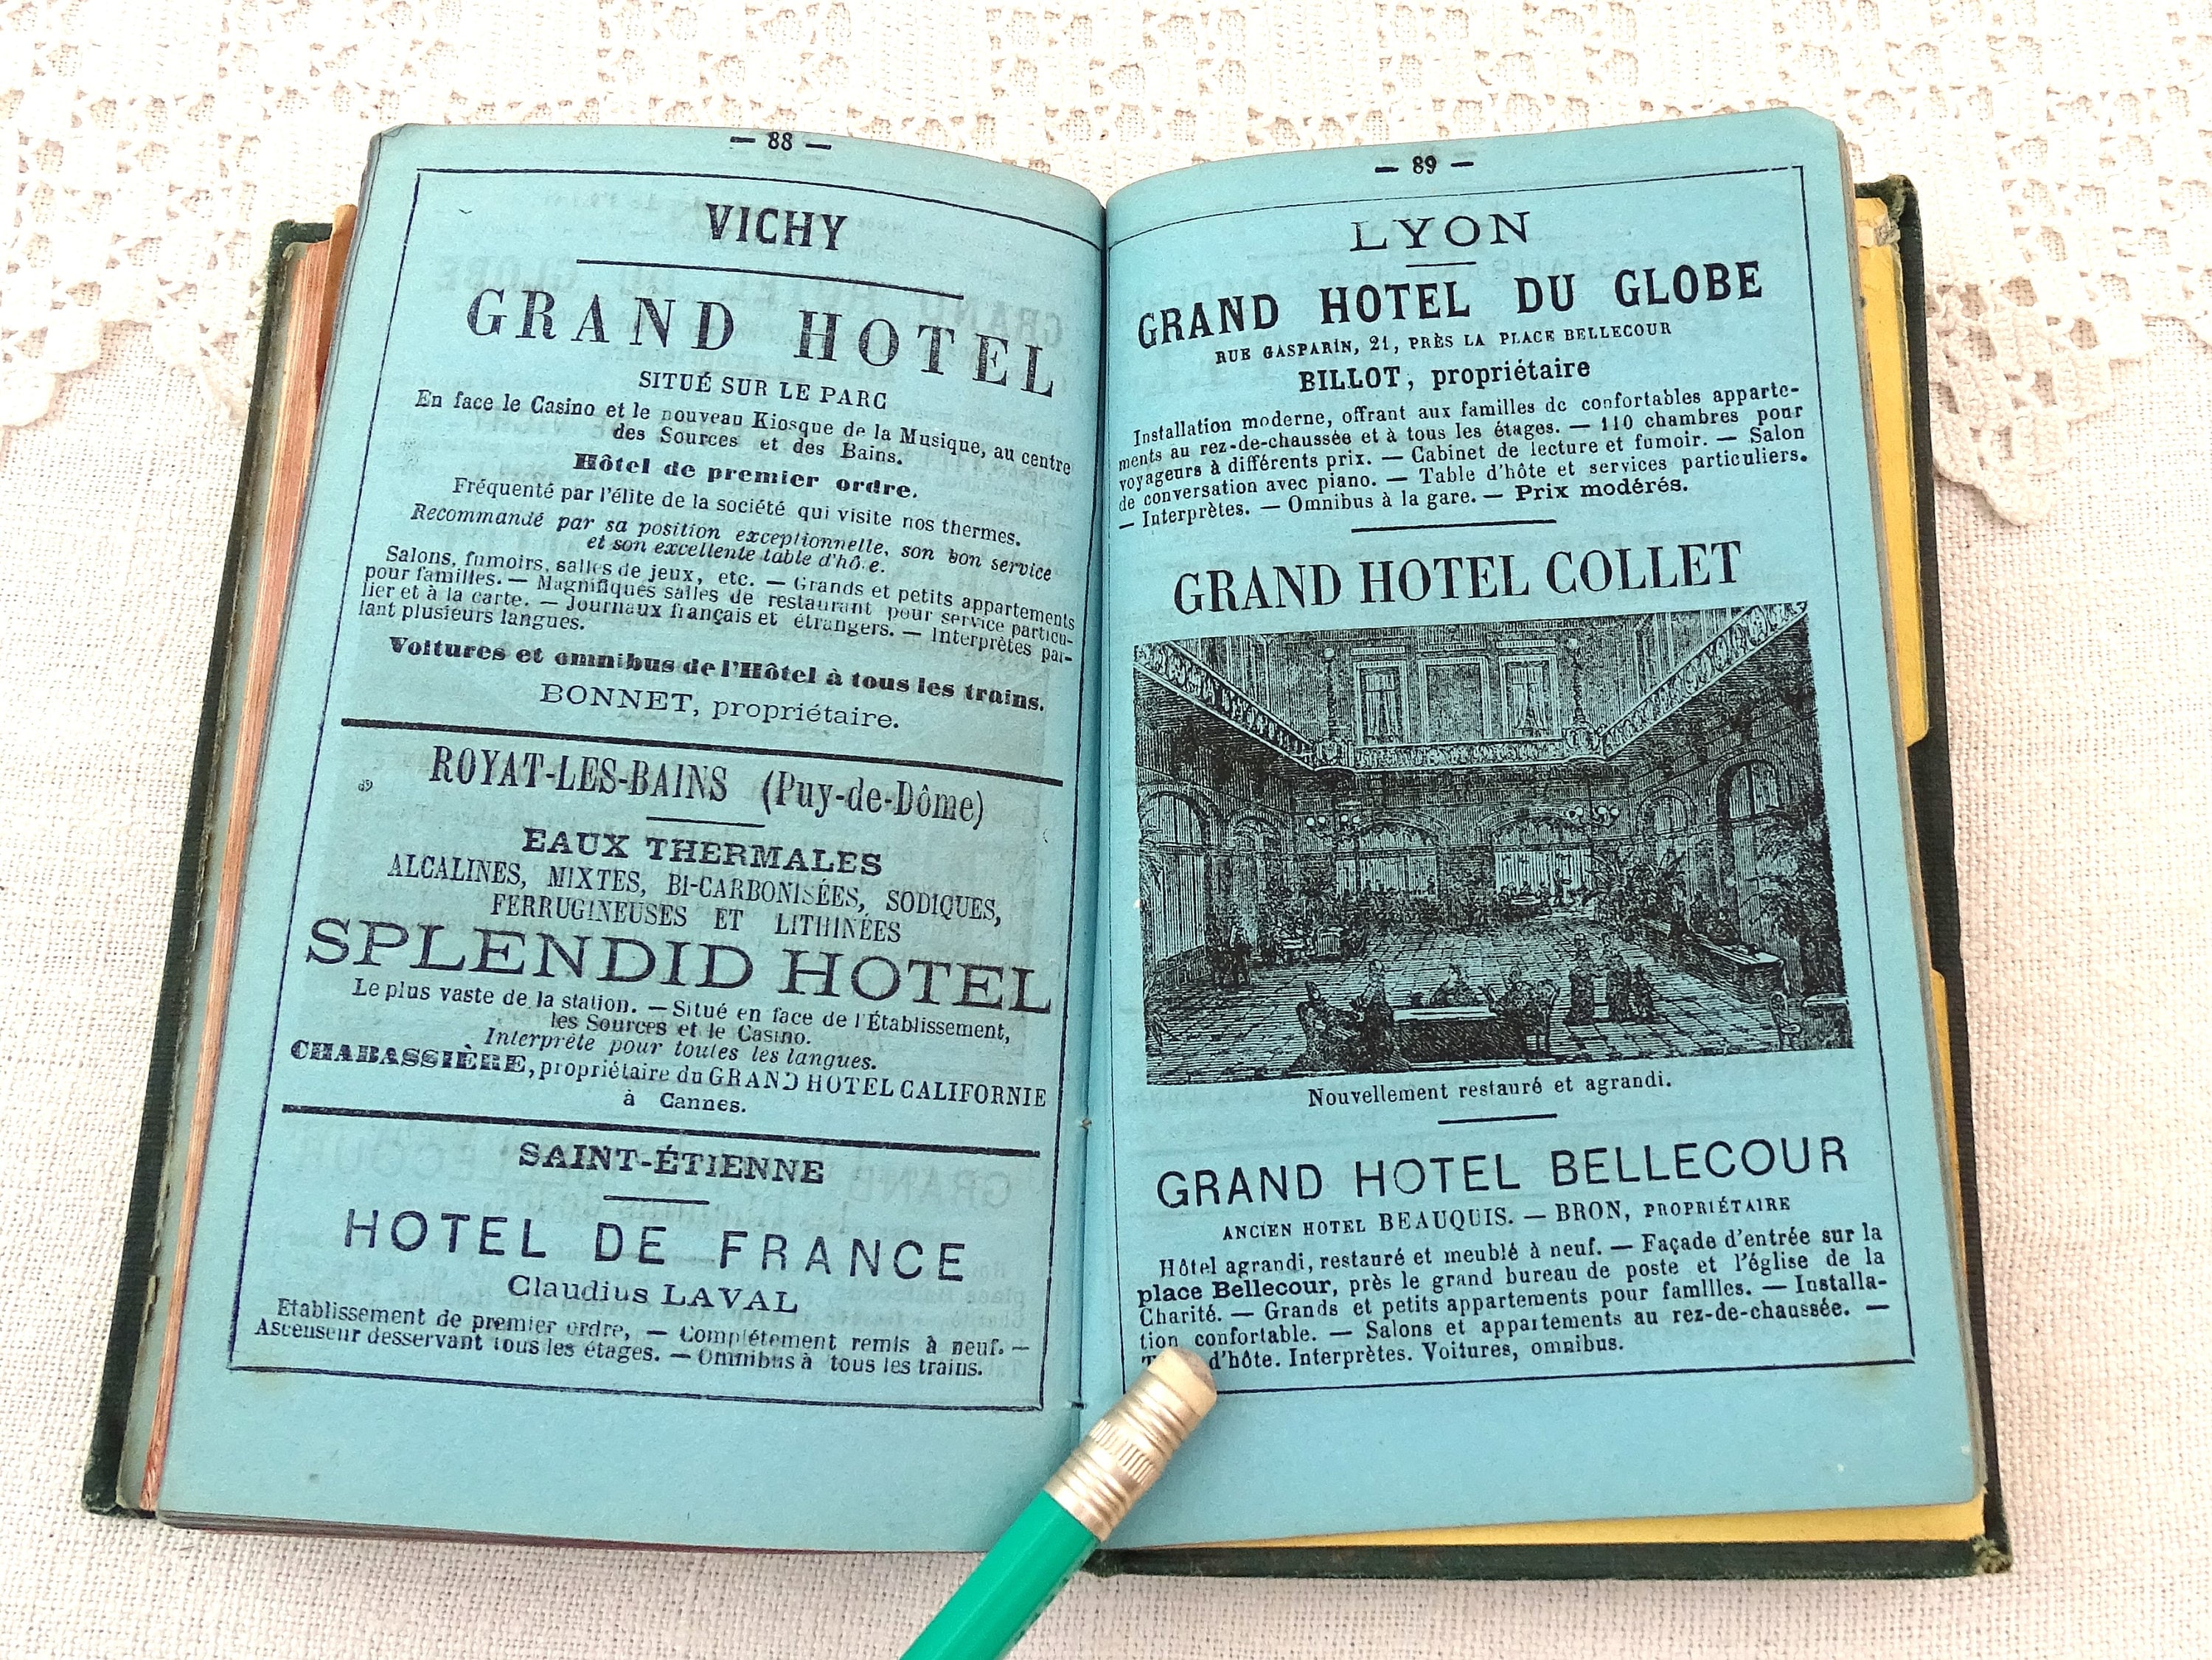 — 88 —
VICHY
GRAND HOTEL
SITUÉ SUR LE PARC
En face le Casino et le nouveau Kiosque de la Musique, au centre
des Sources et des Bains.
Hôtel de premier ordre.
Fréquenté par l'élite de la société qui visite nos thermes.
Recommandé par sa position exceptionnelle, son bon service
et son excellente table d'hô.e.
Salons, fumoirs, salles de jeux, etc. — Grands et petits appartements
pour familles. — Magnifiques salles de restaurant pour service particu-
lier et à la carte. — Journaux français et étrangers. — Interprètes par-
lant plusieurs langues.
Voitures et omnibus de l'Hôtel à tous les trains.
BONNET, propriétaire.
ROYAT-LES-BAINS (Puy-de-Dôme)
EAUX THERMALES
ALCALINES, MIXTES, BI-CARBONISÉES, SODIQUES,
FERRUGINEUSES ET LITHINÉES
SPLENDID HOTEL
Le plus vaste de la station. — Situé en face de l'Établissement,
les Sources et le Casino.
Interprète pour toutes les langues.
CHABASSIÈRE, propriétaire du GRAND HOTEL CALIFORNIE
à Cannes.
SAINT-ÉTIENNE
HOTEL DE FRANCE
Claudius LAVAL
Etablissement de premier ordre, — Complétement remis à neuf. —
Ascenseur desservant tous les étages. — Omnibus à tous les trains.
— 89 —
LYON
GRAND HOTEL DU GLOBE
RUE GASPARIN, 21, PRÈS LA PLACE BELLECOUR
BILLOT, propriétaire
Installation moderne, offrant aux familles de confortables apparte-
ments au rez-de-chaussée et à tous les étages. — 110 chambres pour
voyageurs à différents prix. — Cabinet de lecture et fumoir. — Salon
de conversation avec piano. — Table d'hôte et services particuliers.
— Interprètes. — Omnibus à la gare. — Prix modérés.
GRAND HOTEL COLLET
Nouvellement restauré et agrandi.
GRAND HOTEL BELLECOUR
ANCIEN HOTEL BEAUQUIS. — BRON, PROPRIÉTAIRE
Hôtel agrandi, restauré et meublé à neuf. — Façade d'entrée sur la
place Bellecour, près le grand bureau de poste et l'église de la
Charité. — Grands et petits appartements pour familles. — Installa-
tion confortable. — Salons et appartements au rez-de-chaussée. —
d'hôte. Interprètes. Voitures, omnibus.